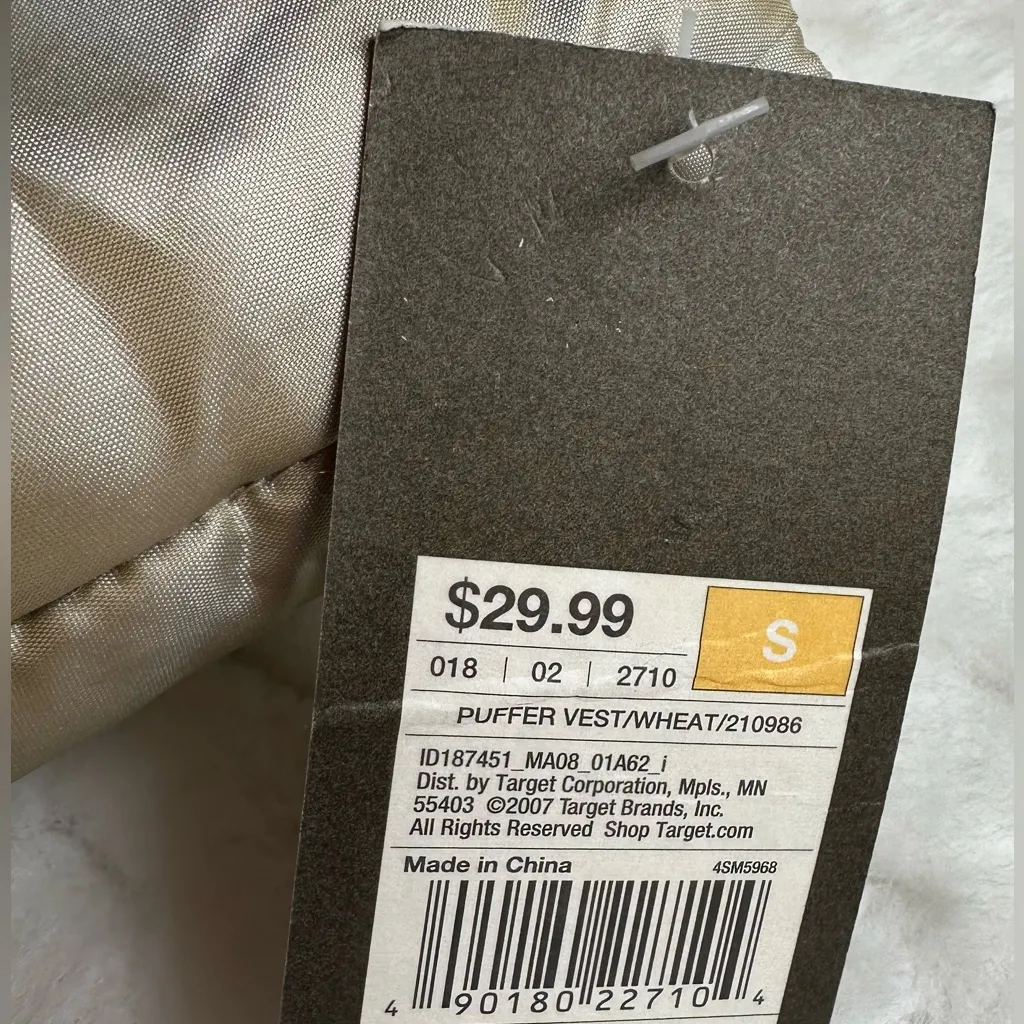 $29.99
S
018 | 02 | 2710
PUFFER VEST/WHEAT/210986
ID187451_MA08_01A62_i
Dist. by Target Corporation, Mpls., MN
55403 ©2007 Target Brands, Inc.
All Rights Reserved Shop Target.com
Made in China 4SM5968
4 90180 22710 4